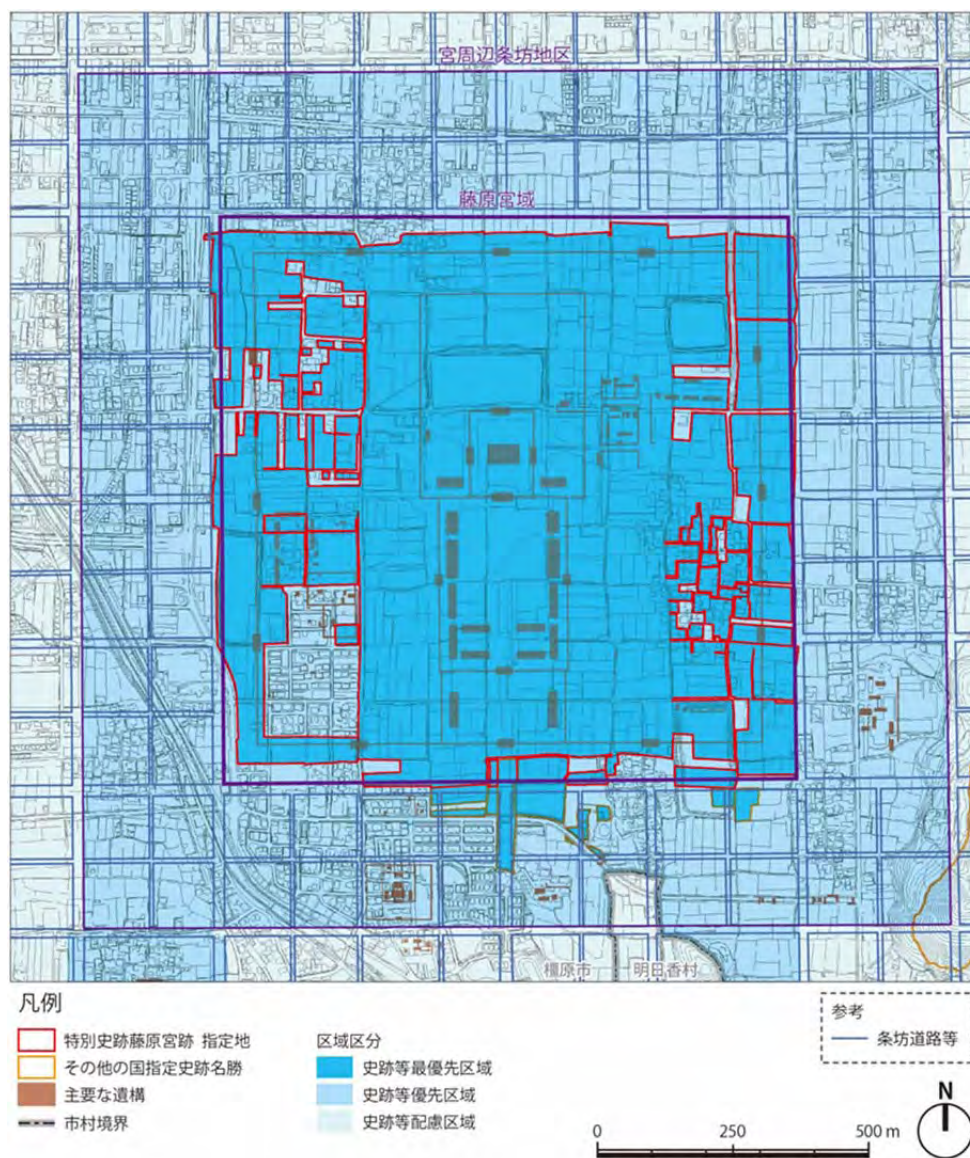 宮周辺条坊地区
藤原宮域
橿原市
明日香村
凡例
特別史跡藤原宮跡 指定地
その他の国指定史跡名勝
主要な遺構
市村境界
区域区分
史跡等最優先区域
史跡等優先区域
史跡等配慮区域
参考
条坊道路等
N
0 250 500 m